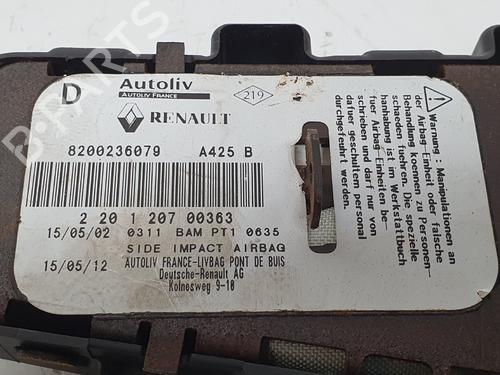 D
Autoliv
AUTOLIV FRANCE
219
RENAULT
8200236079 A425 B
2 20 1 207 00363
15/05/02 0311 BAM PT1 0635
SIDE IMPACT AIRBAG
15/05/12 AUTOLIV FRANCE-LIVBAG PONT DE BUIS
Deutsche-Renault AG
Kolnesweg 9-10
Warnung : Manipulationen an
der Airbag-Einheit oder falsche
Behandlung koennen zu Personen-
schaeden fuehren. Die spezielle
hanhabung ist im Werkstattbuch
fuer Airbag-Einheiten be-
schrieben und darf nur von
dafuer geschultem personal
durchgefuehrt werden.
B-PARTS